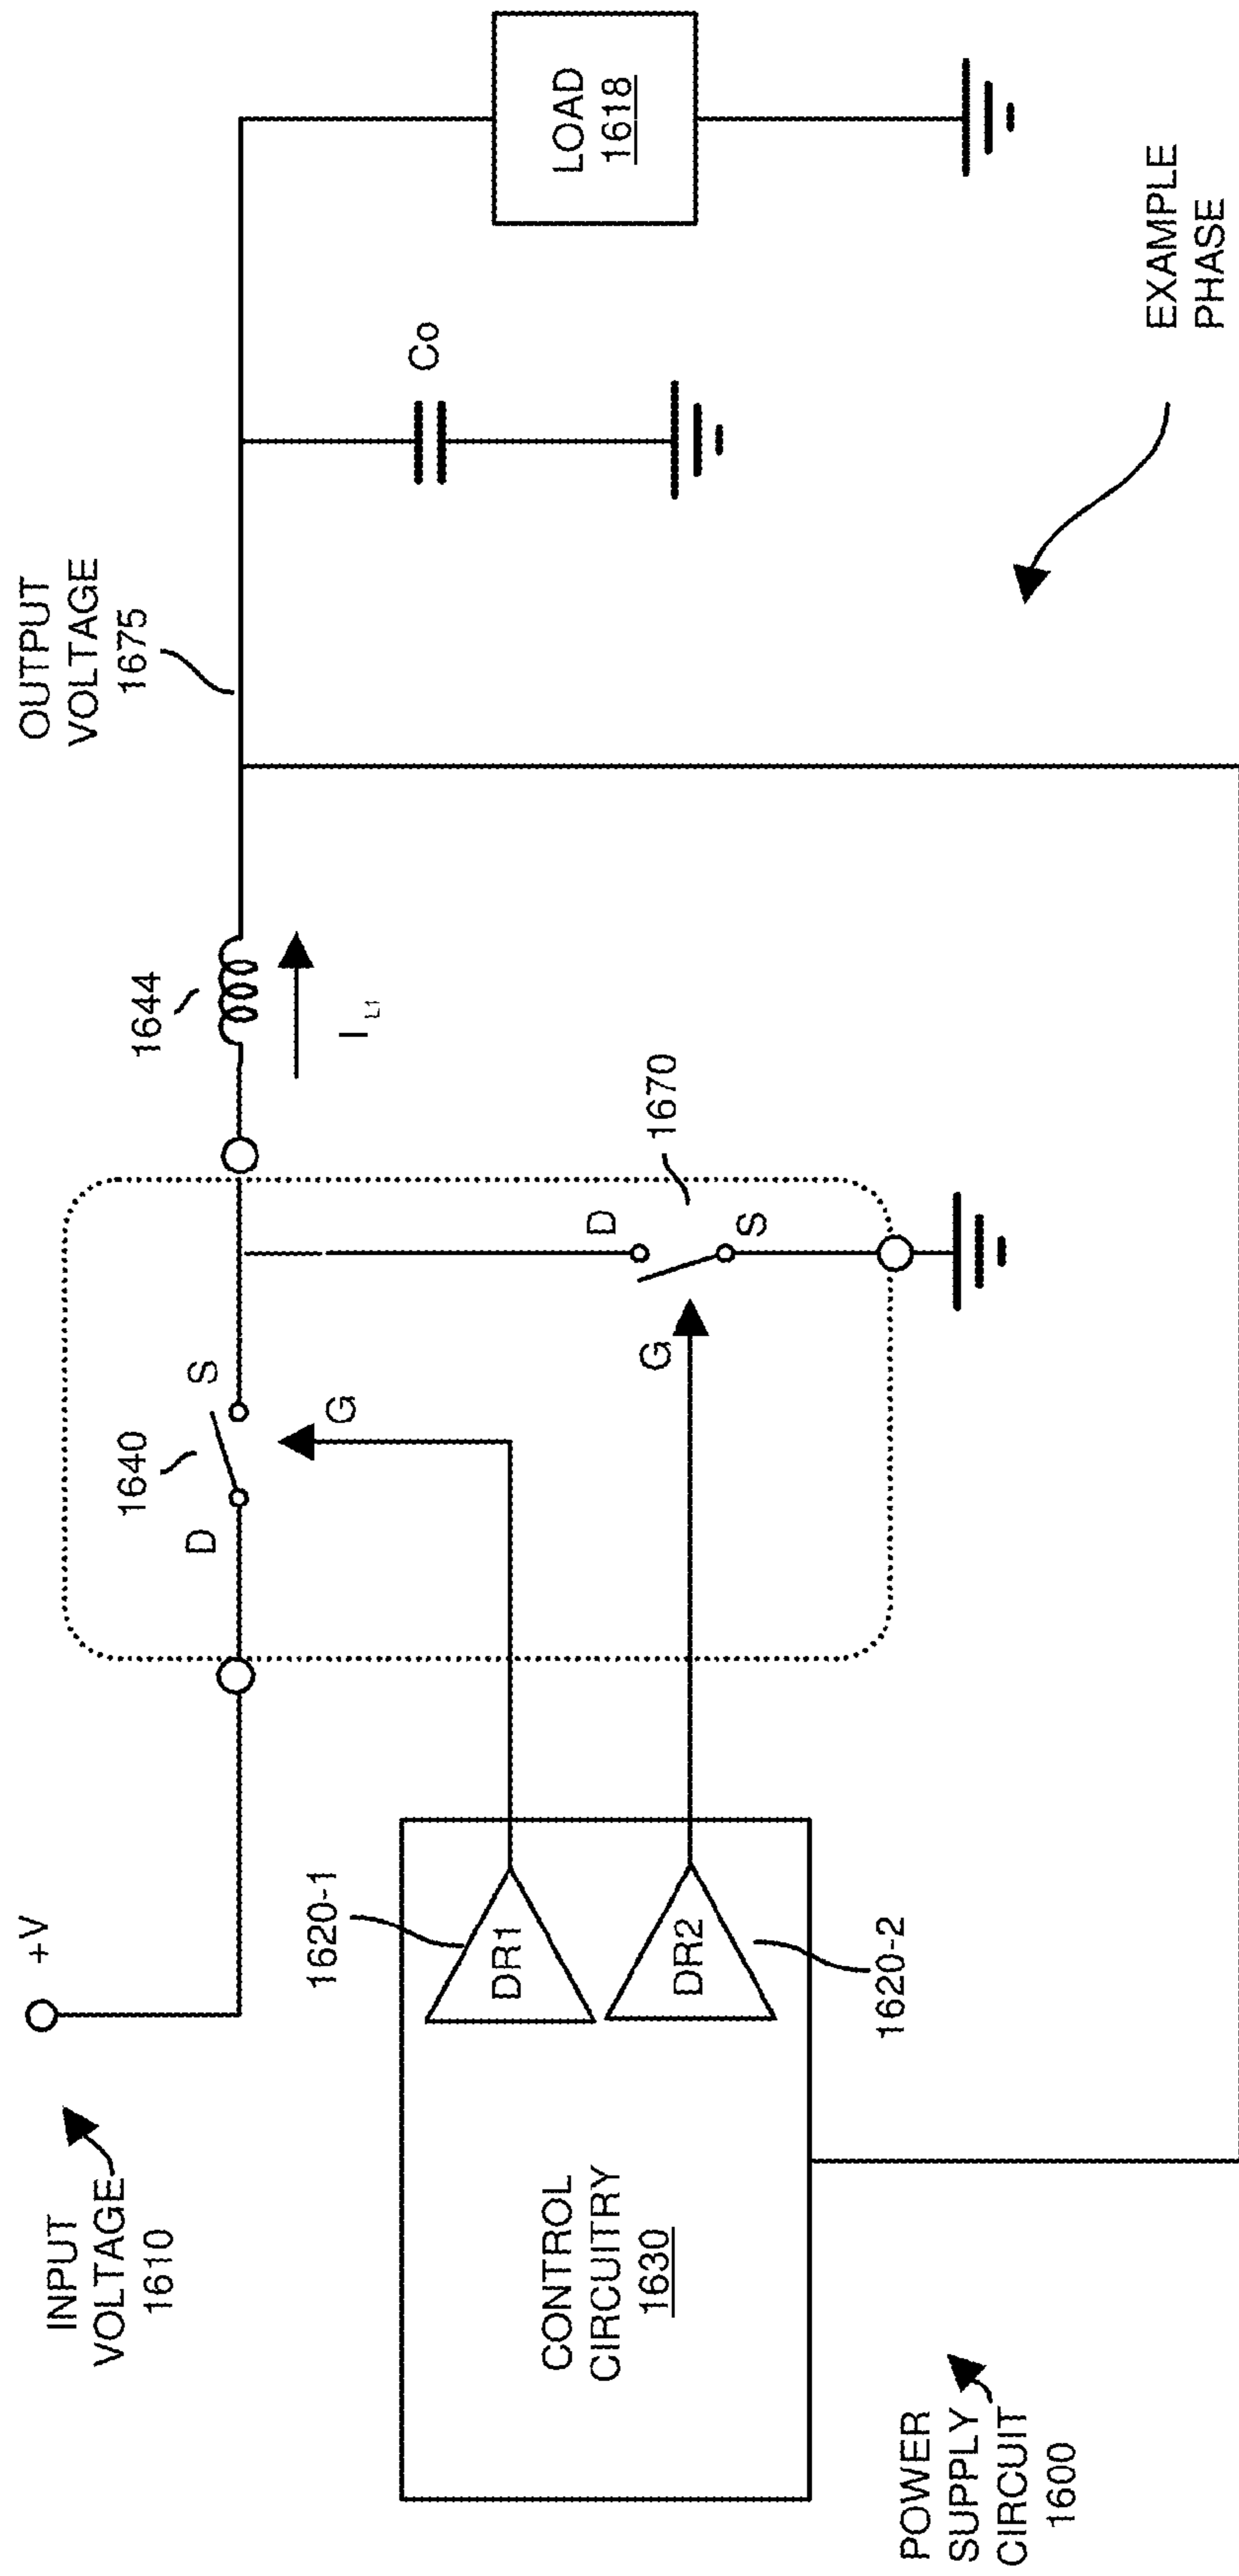 INPUT
VOLTAGE
1610
+V
1640
D
S
G
1644
I L1
OUTPUT
VOLTAGE
1675
Co
LOAD
1618
1620-1
DR1
DR2
1620-2
G
D
S
1670
CONTROL
CIRCUITRY
1630
POWER
SUPPLY
CIRCUIT
1600
EXAMPLE
PHASE